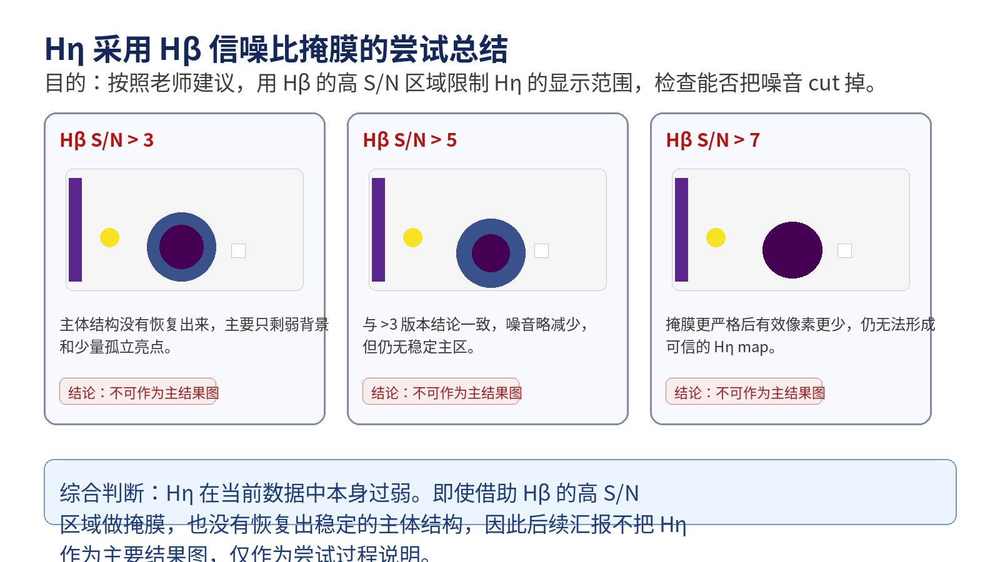 Hη 采用 Hβ 信噪比掩膜的尝试总结
目的：按照老师建议，用 Hβ 的高 S/N 区域限制 Hη 的显示范围，检查能否把噪音 cut 掉。
Hβ S/N > 3
主体结构没有恢复出来，主要只剩弱背景
和少量孤立亮点。
结论：不可作为主结果图
Hβ S/N > 5
与 >3 版本结论一致，噪音略减少，
但仍无稳定主区。
结论：不可作为主结果图
Hβ S/N > 7
掩膜更严格后有效像素更少，仍无法形成
可信的 Hη map。
结论：不可作为主结果图
综合判断：Hη 在当前数据中本身过弱。即使借助 Hβ 的高 S/N
区域做掩膜，也没有恢复出稳定的主体结构，因此后续汇报不把 Hη
作为主要结果图，仅作为尝试过程说明。